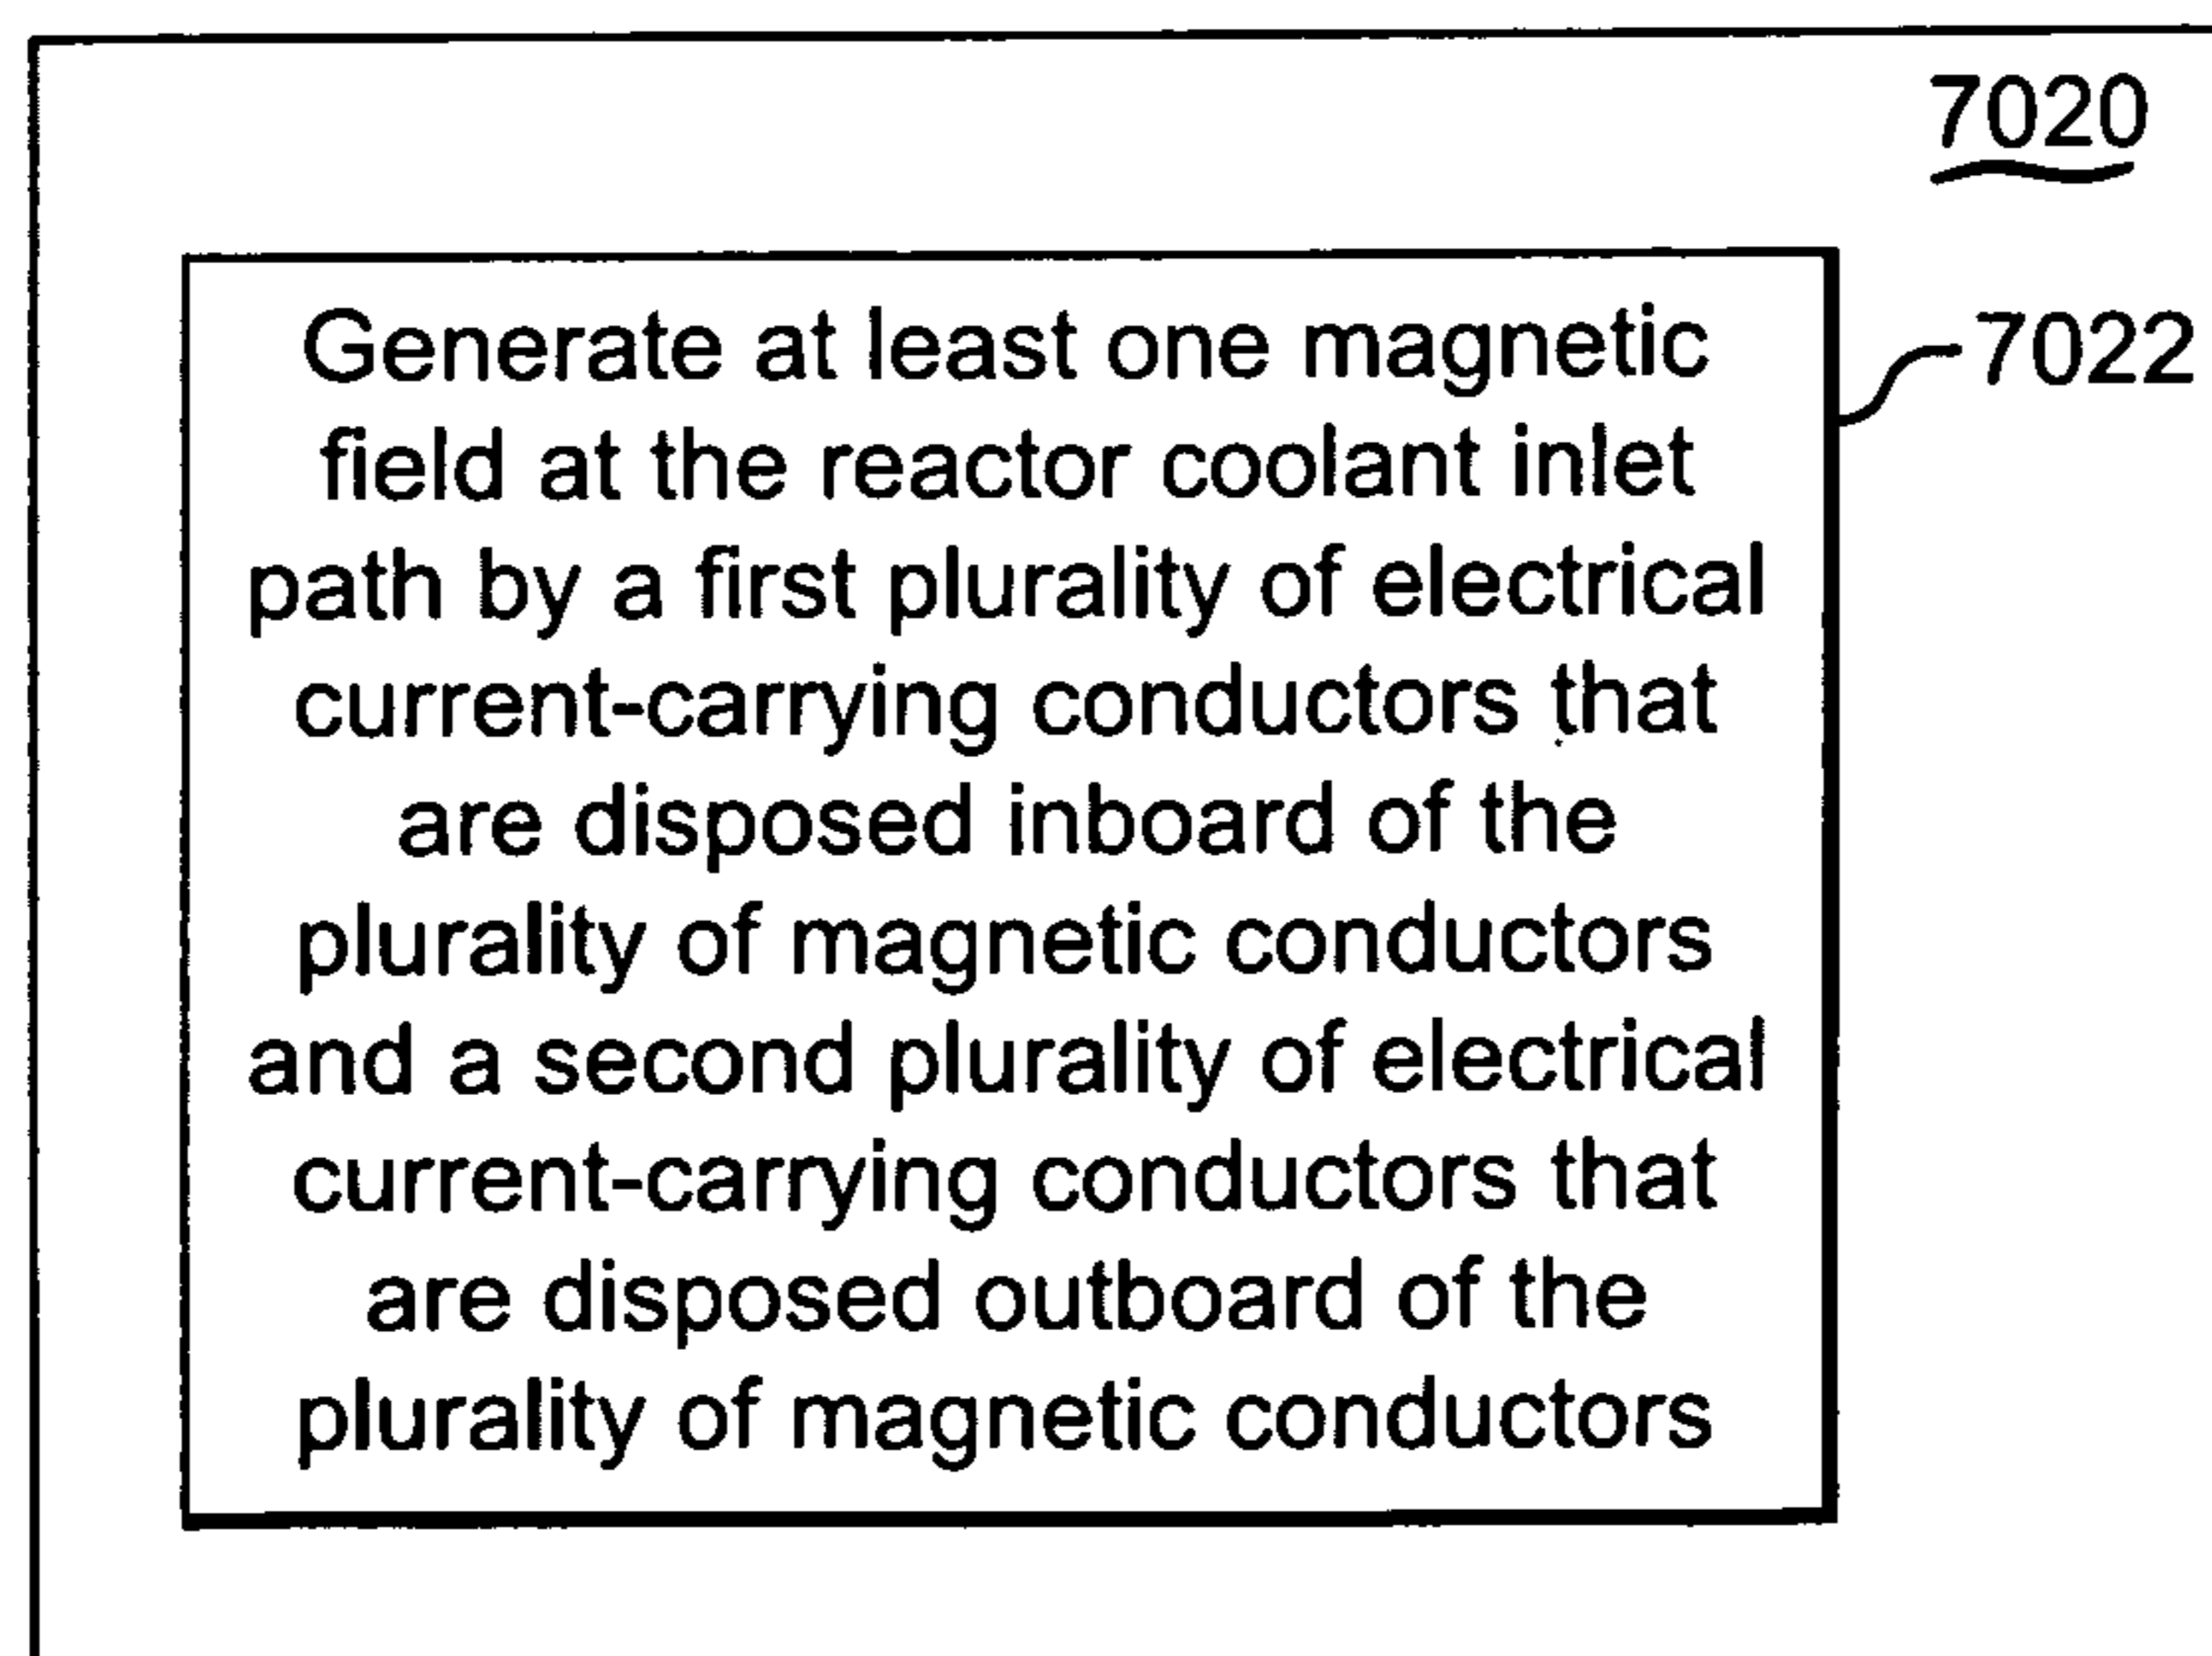 7020
Generate at least one magnetic
field at the reactor coolant inlet
path by a first plurality of electrical
current-carrying conductors that
are disposed inboard of the
plurality of magnetic conductors
and a second plurality of electrical
current-carrying conductors that
are disposed outboard of the
plurality of magnetic conductors
7022